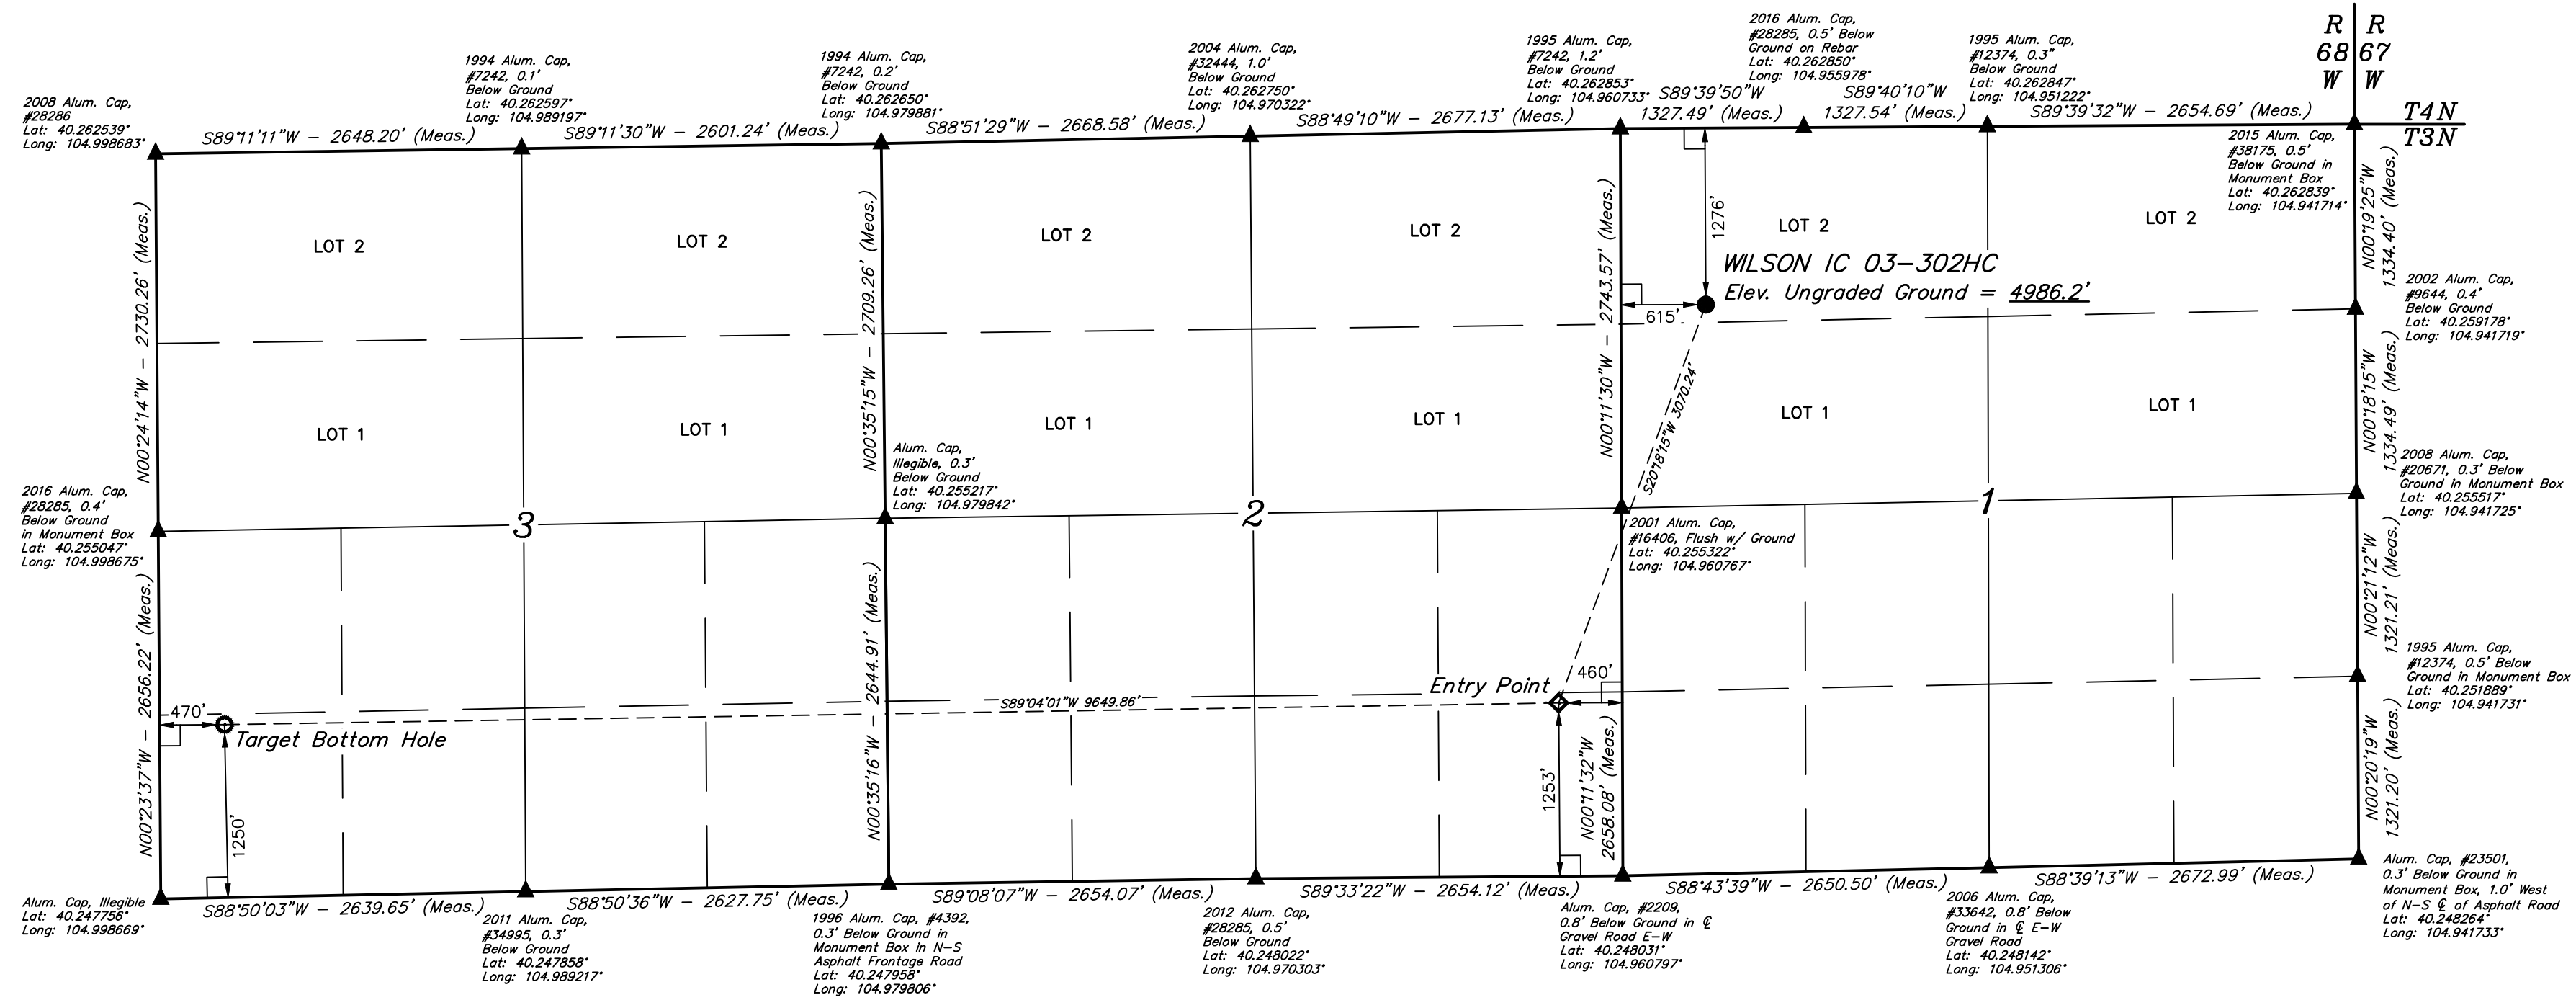 R R
68 67
W W
T4N
T3N
2008 Alum. Cap,
#28286
Lat: 40.262539°
Long: 104.998683°
1994 Alum. Cap,
#7242, 0.1'
Below Ground
Lat: 40.262597°
Long: 104.989197°
1994 Alum. Cap,
#7242, 0.2'
Below Ground
Lat: 40.262650°
Long: 104.979881°
2004 Alum. Cap,
#32444, 1.0'
Below Ground
Lat: 40.262750°
Long: 104.970322°
1995 Alum. Cap,
#7242, 1.2'
Below Ground
Lat: 40.262853°
Long: 104.960733°
2016 Alum. Cap,
#28285, 0.5' Below
Ground on Rebar
Lat: 40.262850°
Long: 104.955978°
1995 Alum. Cap,
#12374, 0.3"
Below Ground
Lat: 40.262847°
Long: 104.951222°
2015 Alum. Cap,
#38175, 0.5'
Below Ground in
Monument Box
Lat: 40.262839°
Long: 104.941714°
S89°11'11"W - 2648.20' (Meas.)
S89°11'30"W - 2601.24' (Meas.)
S88°51'29"W - 2668.58' (Meas.)
S88°49'10"W - 2677.13' (Meas.)
S89°39'50"W
1327.49' (Meas.)
S89°40'10"W
1327.54' (Meas.)
S89°39'32"W - 2654.69' (Meas.)
N00°24'14"W - 2730.26' (Meas.)
N00°35'15"W - 2709.26' (Meas.)
N00°11'30"W - 2743.57' (Meas.)
N00°19'25"W
1334.40' (Meas.)
LOT 2
LOT 2
LOT 2
LOT 2
LOT 2
LOT 2
1276'
WILSON IC 03-302HC
Elev. Ungraded Ground = 4986.2'
615'
2002 Alum. Cap,
#9644, 0.4'
Below Ground
Lat: 40.259178°
Long: 104.941719°
N00°18'15"W
1334.49' (Meas.)
S20°18'15"W 3070.24'
LOT 1
LOT 1
LOT 1
LOT 1
LOT 1
LOT 1
2016 Alum. Cap,
#28285, 0.4'
Below Ground
in Monument Box
Lat: 40.255047°
Long: 104.998675°
Alum. Cap,
Illegible, 0.3'
Below Ground
Lat: 40.255217°
Long: 104.979842°
2001 Alum. Cap,
#16406, Flush w/ Ground
Lat: 40.255322°
Long: 104.960767°
2008 Alum. Cap,
#20671, 0.3' Below
Ground in Monument Box
Lat: 40.255517°
Long: 104.941725°
3
2
1
N00°23'37"W - 2656.22' (Meas.)
N00°35'16"W - 2644.91' (Meas.)
N00°11'32"W
2658.08' (Meas.)
N00°21'12"W
1321.21' (Meas.)
1995 Alum. Cap,
#12374, 0.5' Below
Ground in Monument Box
Lat: 40.251889°
Long: 104.941731°
N00°20'19"W
1321.20' (Meas.)
470'
Target Bottom Hole
1250'
S89°04'01"W 9649.86'
Entry Point
460'
1253'
S88°50'03"W - 2639.65' (Meas.)
S88°50'36"W - 2627.75' (Meas.)
S89°08'07"W - 2654.07' (Meas.)
S89°33'22"W - 2654.12' (Meas.)
S88°43'39"W - 2650.50' (Meas.)
S88°39'13"W - 2672.99' (Meas.)
Alum. Cap, Illegible
Lat: 40.247756°
Long: 104.998669°
2011 Alum. Cap,
#34995, 0.3'
Below Ground
Lat: 40.247858°
Long: 104.989217°
1996 Alum. Cap, #4392,
0.3' Below Ground in
Monument Box in N-S
Asphalt Frontage Road
Lat: 40.247958°
Long: 104.979806°
2012 Alum. Cap,
#28285, 0.5'
Below Ground
Lat: 40.248022°
Long: 104.970303°
Alum. Cap, #2209,
0.8' Below Ground in ℄
Gravel Road E-W
Lat: 40.248031°
Long: 104.960797°
2006 Alum. Cap,
#33642, 0.8' Below
Ground in ℄ E-W
Gravel Road
Lat: 40.248142°
Long: 104.951306°
Alum. Cap, #23501,
0.3' Below Ground in
Monument Box, 1.0' West
of N-S ℄ of Asphalt Road
Lat: 40.248264°
Long: 104.941733°